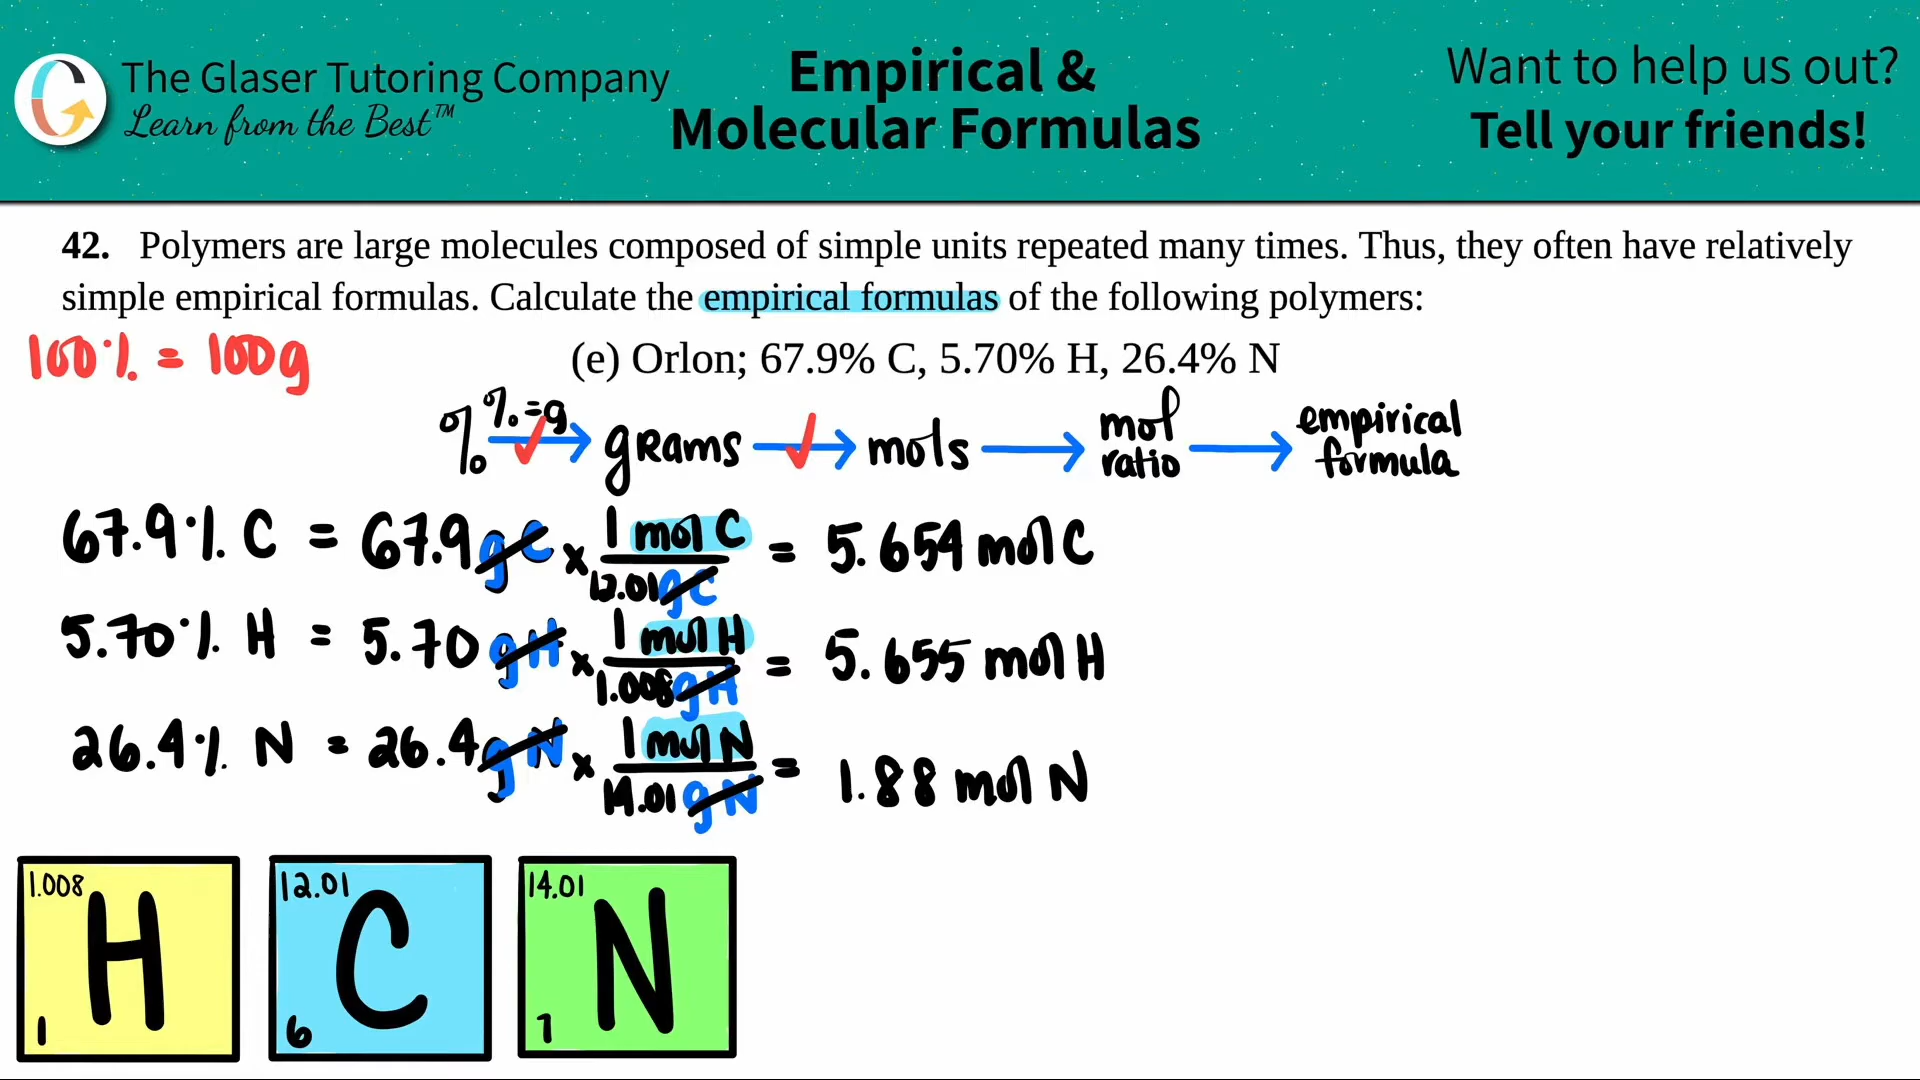 The Glaser Tutoring Company
Learn from the Best™
Empirical &
Molecular Formulas
Want to help us out?
Tell your friends!
42. Polymers are large molecules composed of simple units repeated many times. Thus, they often have relatively
simple empirical formulas. Calculate the empirical formulas of the following polymers:
100% = 100g
(e) Orlon; 67.9% C, 5.70% H, 26.4% N
% %=g grams mols mol ratio empirical formula
67.9% C = 67.9 g C × 1 mol C / 12.01 g C = 5.654 mol C
5.70% H = 5.70 g H × 1 mol H / 1.008 g H = 5.655 mol H
26.4% N = 26.4 g N × 1 mol N / 14.01 g N = 1.88 mol N
1.008 H 1
12.01 C 6
14.01 N 7